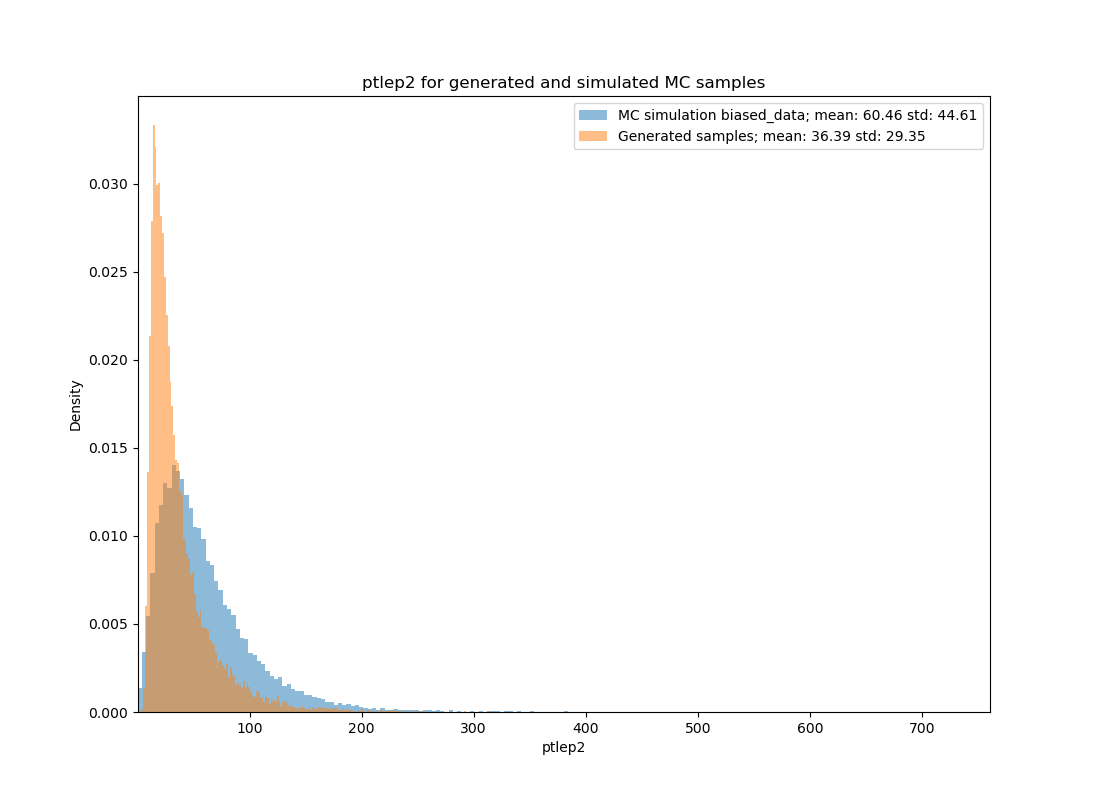 ptlep2 for generated and simulated MC samples
MC simulation biased_data; mean: 60.46 std: 44.61
Generated samples; mean: 36.39 std: 29.35
0.030
0.025
0.020
0.015
0.010
0.005
0.000
Density
100
200
300
400
500
600
700
ptlep2